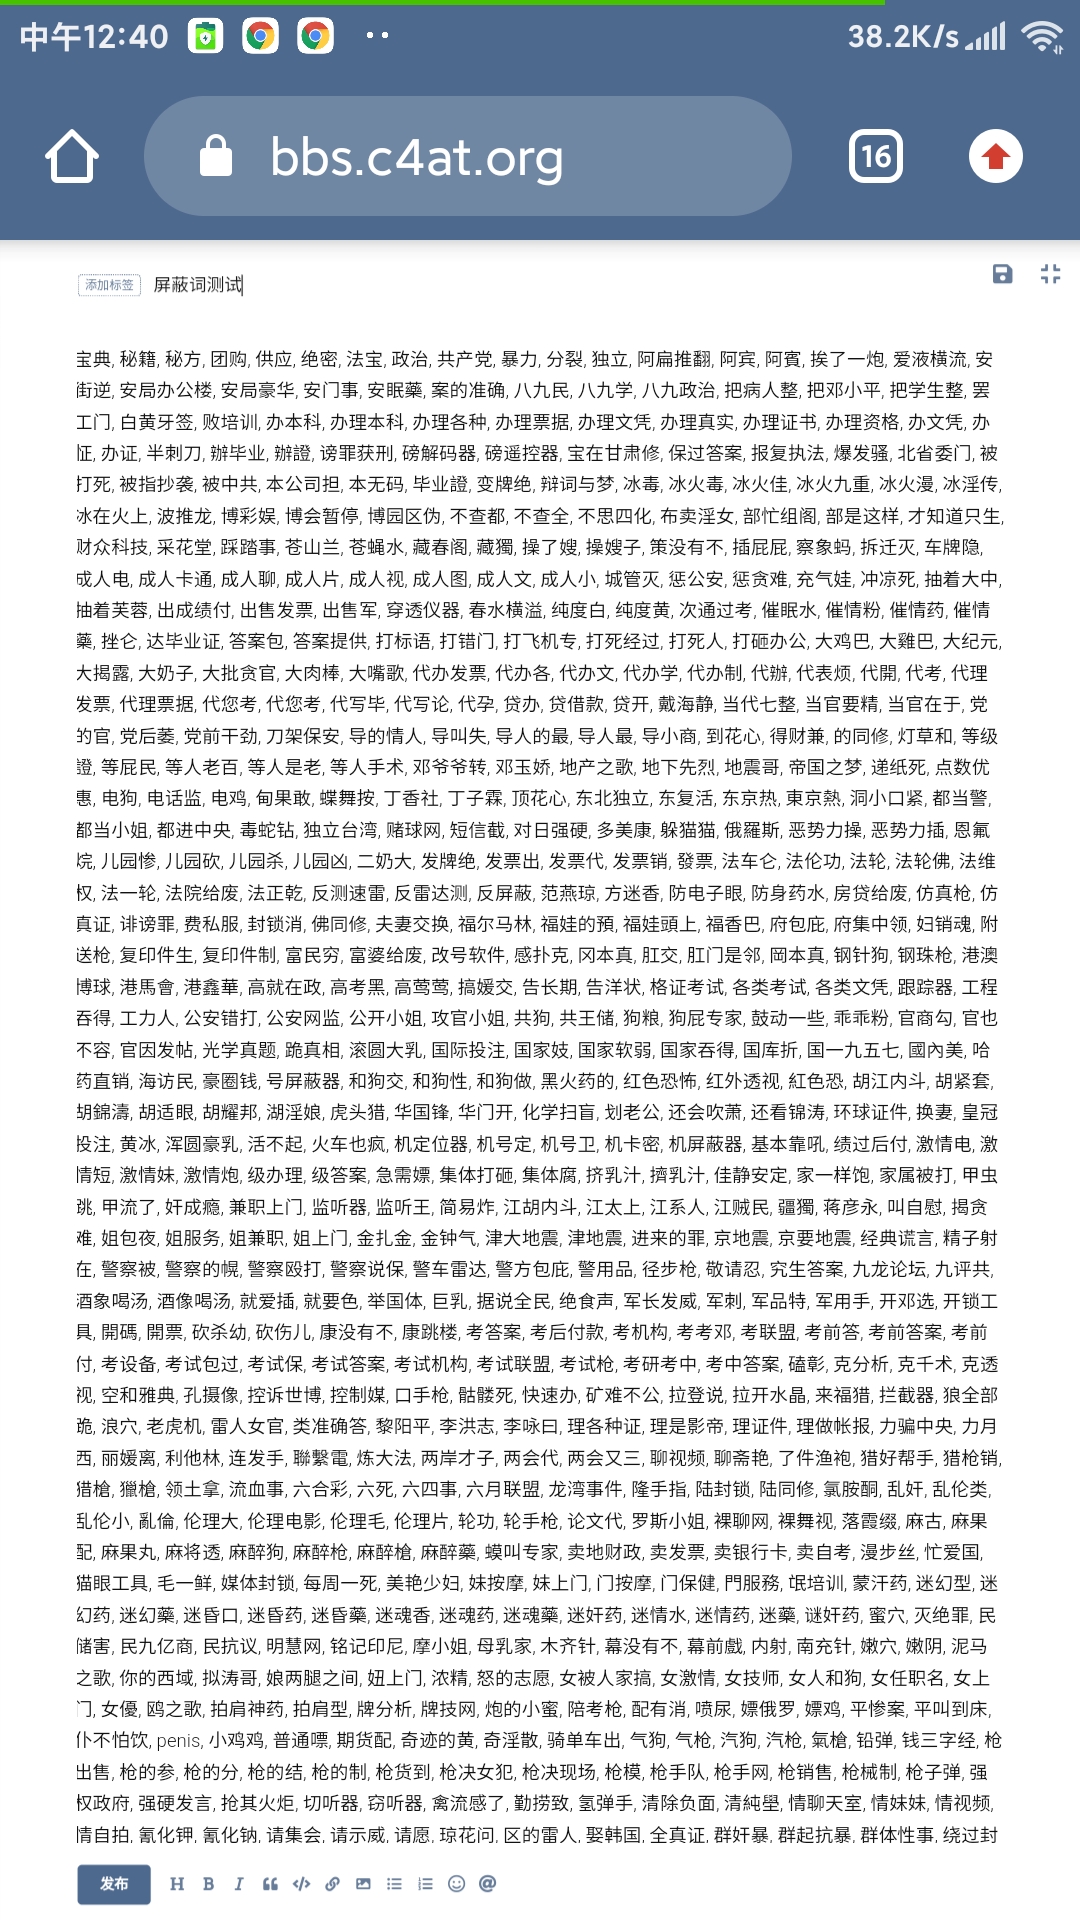 中午12:40
38.2K/s
bbs.c4at.org
16
添加标签 屏蔽词测试
宝典, 秘籍, 秘方, 团购, 供应, 绝密, 法宝, 政治, 共产党, 暴力, 分裂, 独立, 阿扁推翻, 阿宾, 阿賓, 挨了一炮, 爱液横流, 安
街逆, 安局办公楼, 安局豪华, 安门事, 安眠藥, 案的准确, 八九民, 八九学, 八九政治, 把病人整, 把邓小平, 把学生整, 罢
工门, 白黄牙签, 败培训, 办本科, 办理本科, 办理各种, 办理票据, 办理文凭, 办理真实, 办理证书, 办理资格, 办文凭, 办
怔, 办证, 半刺刀, 辦毕业, 辦證, 谤罪获刑, 磅解码器, 磅遥控器, 宝在甘肃修, 保过答案, 报复执法, 爆发骚, 北省委门, 被
打死, 被指抄袭, 被中共, 本公司担, 本无码, 毕业證, 变牌绝, 辩词与梦, 冰毒, 冰火毒, 冰火佳, 冰火九重, 冰火漫, 冰淫传,
冰在火上, 波推龙, 博彩娱, 博会暂停, 博园区伪, 不查都, 不查全, 不思四化, 布卖淫女, 部忙组阁, 部是这样, 才知道只生,
财众科技, 采花堂, 踩踏事, 苍山兰, 苍蝇水, 藏春阁, 藏獨, 操了嫂, 操嫂子, 策没有不, 插屁屁, 察象蚂, 拆迁灭, 车牌隐,
成人电, 成人卡通, 成人聊, 成人片, 成人视, 成人图, 成人文, 成人小, 城管灭, 惩公安, 惩贪难, 充气娃, 冲凉死, 抽着大中,
抽着芙蓉, 出成绩付, 出售发票, 出售军, 穿透仪器, 春水横溢, 纯度白, 纯度黄, 次通过考, 催眠水, 催情粉, 催情药, 催情
藥, 挫仑, 达毕业证, 答案包, 答案提供, 打标语, 打错门, 打飞机专, 打死经过, 打死人, 打砸办公, 大鸡巴, 大雞巴, 大纪元,
大揭露, 大奶子, 大批贪官, 大肉棒, 大嘴歌, 代办发票, 代办各, 代办文, 代办学, 代办制, 代辦, 代表烦, 代開, 代考, 代理
发票, 代理票据, 代您考, 代您考, 代写毕, 代写论, 代孕, 贷办, 贷借款, 贷开, 戴海静, 当代七整, 当官要精, 当官在于, 党
的官, 党后萎, 党前干劲, 刀架保安, 导的情人, 导叫失, 导人的最, 导人最, 导小商, 到花心, 得财兼, 的同修, 灯草和, 等级
證, 等屁民, 等人老百, 等人是老, 等人手术, 邓爷爷转, 邓玉娇, 地产之歌, 地下先烈, 地震哥, 帝国之梦, 递纸死, 点数优
惠, 电狗, 电话监, 电鸡, 甸果敢, 蝶舞按, 丁香社, 丁子霖, 顶花心, 东北独立, 东复活, 东京热, 東京熱, 洞小口紧, 都当警,
都当小姐, 都进中央, 毒蛇钻, 独立台湾, 赌球网, 短信截, 对日强硬, 多美康, 躲猫猫, 俄羅斯, 恶势力操, 恶势力插, 恩氟
烷, 儿园惨, 儿园砍, 儿园杀, 儿园凶, 二奶大, 发牌绝, 发票出, 发票代, 发票销, 發票, 法车仑, 法伦功, 法轮, 法轮佛, 法维
权, 法一轮, 法院给废, 法正乾, 反测速雷, 反雷达测, 反屏蔽, 范燕琼, 方迷香, 防电子眼, 防身药水, 房贷给废, 仿真枪, 仿
真证, 诽谤罪, 费私服, 封锁消, 佛同修, 夫妻交换, 福尔马林, 福娃的預, 福娃頭上, 福香巴, 府包庇, 府集中领, 妇销魂, 附
送枪, 复印件生, 复印件制, 富民穷, 富婆给废, 改号软件, 感扑克, 冈本真, 肛交, 肛门是邻, 岡本真, 钢针狗, 钢珠枪, 港澳
博球, 港馬會, 港鑫華, 高就在政, 高考黑, 高莺莺, 搞媛交, 告长期, 告洋状, 格证考试, 各类考试, 各类文凭, 跟踪器, 工程
吞得, 工力人, 公安错打, 公安网监, 公开小姐, 攻官小姐, 共狗, 共王储, 狗粮, 狗屁专家, 鼓动一些, 乖乖粉, 官商勾, 官也
不容, 官因发帖, 光学真题, 跪真相, 滚圆大乳, 国际投注, 国家妓, 国家软弱, 国家吞得, 国库折, 国一九五七, 國內美, 哈
药直销, 海访民, 豪圈钱, 号屏蔽器, 和狗交, 和狗性, 和狗做, 黑火药的, 红色恐怖, 红外透视, 紅色恐, 胡江内斗, 胡紧套,
胡錦濤, 胡适眼, 胡耀邦, 湖淫娘, 虎头猎, 华国锋, 华门开, 化学扫盲, 划老公, 还会吹萧, 还看锦涛, 环球证件, 换妻, 皇冠
投注, 黄冰, 浑圆豪乳, 活不起, 火车也疯, 机定位器, 机号定, 机号卫, 机卡密, 机屏蔽器, 基本靠吼, 绩过后付, 激情电, 激
情短, 激情妹, 激情炮, 级办理, 级答案, 急需嫖, 集体打砸, 集体腐, 挤乳汁, 擠乳汁, 佳静安定, 家一样饱, 家属被打, 甲虫
跳, 甲流了, 奸成瘾, 兼职上门, 监听器, 监听王, 简易炸, 江胡内斗, 江太上, 江系人, 江贼民, 疆獨, 蒋彦永, 叫自慰, 揭贪
难, 姐包夜, 姐服务, 姐兼职, 姐上门, 金扎金, 金钟气, 津大地震, 津地震, 进来的罪, 京地震, 京要地震, 经典谎言, 精子射
在, 警察被, 警察的幌, 警察殴打, 警察说保, 警车雷达, 警方包庇, 警用品, 径步枪, 敬请忍, 究生答案, 九龙论坛, 九评共,
酒象喝汤, 酒像喝汤, 就爱插, 就要色, 举国体, 巨乳, 据说全民, 绝食声, 军长发威, 军刺, 军品特, 军用手, 开邓选, 开锁工
具, 開碼, 開票, 砍杀幼, 砍伤儿, 康没有不, 康跳楼, 考答案, 考后付款, 考机构, 考考邓, 考联盟, 考前答, 考前答案, 考前
付, 考设备, 考试包过, 考试保, 考试答案, 考试机构, 考试联盟, 考试枪, 考研考中, 考中答案, 磕彰, 克分析, 克千术, 克透
视, 空和雅典, 孔摄像, 控诉世博, 控制媒, 口手枪, 骷髅死, 快速办, 矿难不公, 拉登说, 拉开水晶, 来福猎, 拦截器, 狼全部
跪, 浪穴, 老虎机, 雷人女官, 类准确答, 黎阳平, 李洪志, 李咏曰, 理各种证, 理是影帝, 理证件, 理做帐报, 力骗中央, 力月
西, 丽媛离, 利他林, 连发手, 聯繫電, 炼大法, 两岸才子, 两会代, 两会又三, 聊视频, 聊斋艳, 了件渔袍, 猎好帮手, 猎枪销,
猎槍, 獵槍, 领土拿, 流血事, 六合彩, 六死, 六四事, 六月联盟, 龙湾事件, 隆手指, 陆封锁, 陆同修, 氯胺酮, 乱奸, 乱伦类,
乱伦小, 亂倫, 伦理大, 伦理电影, 伦理毛, 伦理片, 轮功, 轮手枪, 论文代, 罗斯小姐, 裸聊网, 裸舞视, 落霞缀, 麻古, 麻果
配, 麻果丸, 麻将透, 麻醉狗, 麻醉枪, 麻醉槍, 麻醉藥, 蟆叫专家, 卖地财政, 卖发票, 卖银行卡, 卖自考, 漫步丝, 忙爱国,
猫眼工具, 毛一鲜, 媒体封锁, 每周一死, 美艳少妇, 妹按摩, 妹上门, 门按摩, 门保健, 門服務, 氓培训, 蒙汗药, 迷幻型, 迷
幻药, 迷幻藥, 迷昏口, 迷昏药, 迷昏藥, 迷魂香, 迷魂药, 迷魂藥, 迷奸药, 迷情水, 迷情药, 迷藥, 谜奸药, 蜜穴, 灭绝罪, 民
储害, 民九亿商, 民抗议, 明慧网, 铭记印尼, 摩小姐, 母乳家, 木齐针, 幕没有不, 幕前戲, 内射, 南充针, 嫩穴, 嫩阴, 泥马
之歌, 你的西域, 拟涛哥, 娘两腿之间, 妞上门, 浓精, 怒的志愿, 女被人家搞, 女激情, 女技师, 女人和狗, 女任职名, 女上
门, 女優, 鸥之歌, 拍肩神药, 拍肩型, 牌分析, 牌技网, 炮的小蜜, 陪考枪, 配有消, 喷尿, 嫖俄罗, 嫖鸡, 平惨案, 平叫到床,
仆不怕饮, penis, 小鸡鸡, 普通嘌, 期货配, 奇迹的黄, 奇淫散, 骑单车出, 气狗, 气枪, 汽狗, 汽枪, 氣槍, 铅弹, 钱三字经, 枪
出售, 枪的参, 枪的分, 枪的结, 枪的制, 枪货到, 枪决女犯, 枪决现场, 枪模, 枪手队, 枪手网, 枪销售, 枪械制, 枪子弹, 强
权政府, 强硬发言, 抢其火炬, 切听器, 窃听器, 禽流感了, 勤捞致, 氢弹手, 清除负面, 清純壆, 情聊天室, 情妹妹, 情视频,
情自拍, 氰化钾, 氰化钠, 请集会, 请示威, 请愿, 琼花问, 区的雷人, 娶韩国, 全真证, 群奸暴, 群起抗暴, 群体性事, 绕过封
发布 H B I